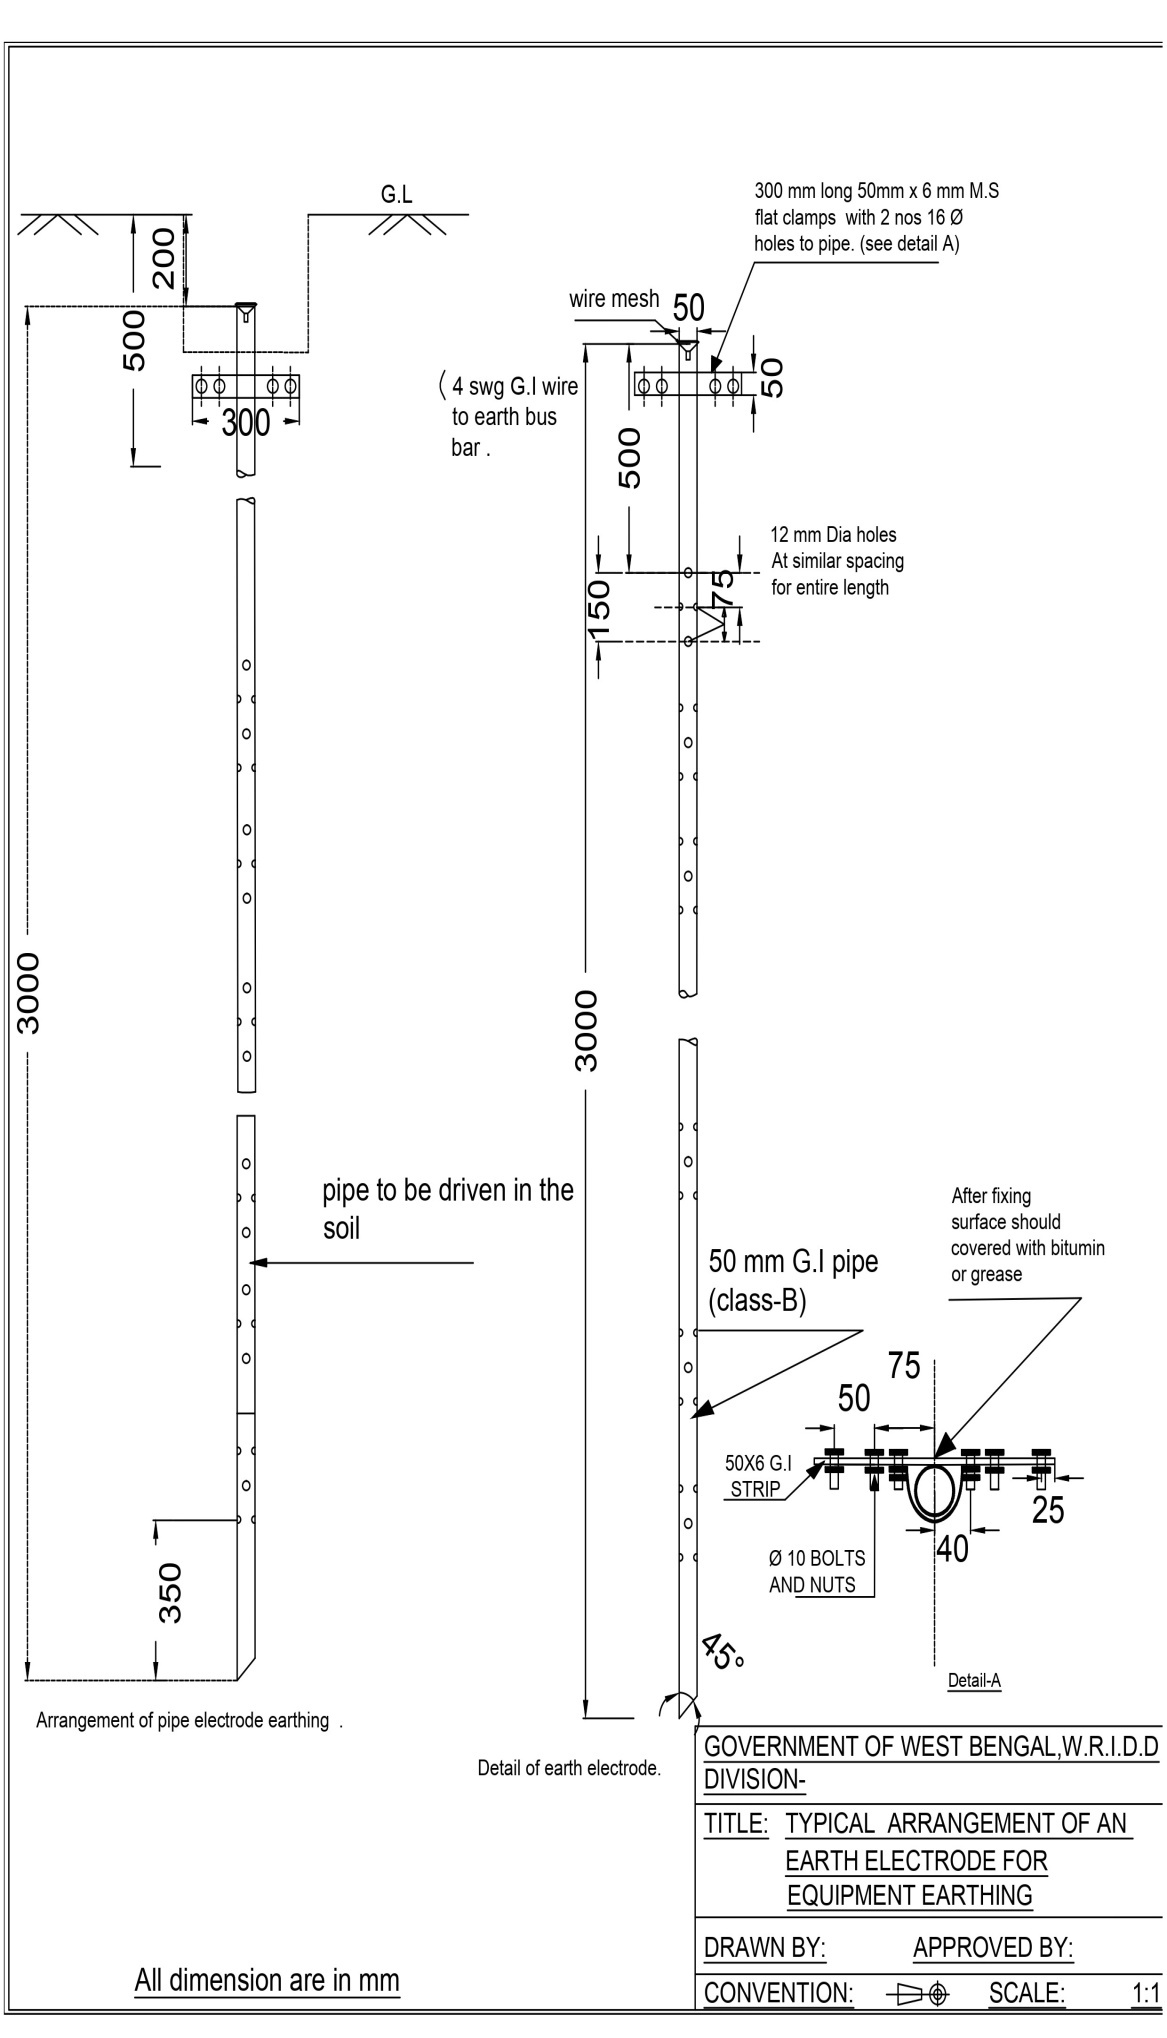 G.L
200
500
300
3000
350
pipe to be driven in the
soil
Arrangement of pipe electrode earthing .
300 mm long 50mm x 6 mm M.S
flat clamps with 2 nos 16 Ø
holes to pipe. (see detail A)
wire mesh
50
50
( 4 swg G.I wire
to earth bus
bar .
500
12 mm Dia holes
At similar spacing
for entire length
75
150
3000
50 mm G.I pipe
(class-B)
45°
Detail of earth electrode.
After fixing
surface should
covered with bitumin
or grease
75
50
50X6 G.I
STRIP
25
40
Ø 10 BOLTS
AND NUTS
Detail-A
GOVERNMENT OF WEST BENGAL,W.R.I.D.D
DIVISION-
TITLE: TYPICAL ARRANGEMENT OF AN
EARTH ELECTRODE FOR
EQUIPMENT EARTHING
DRAWN BY: APPROVED BY:
CONVENTION: SCALE: 1:1
All dimension are in mm